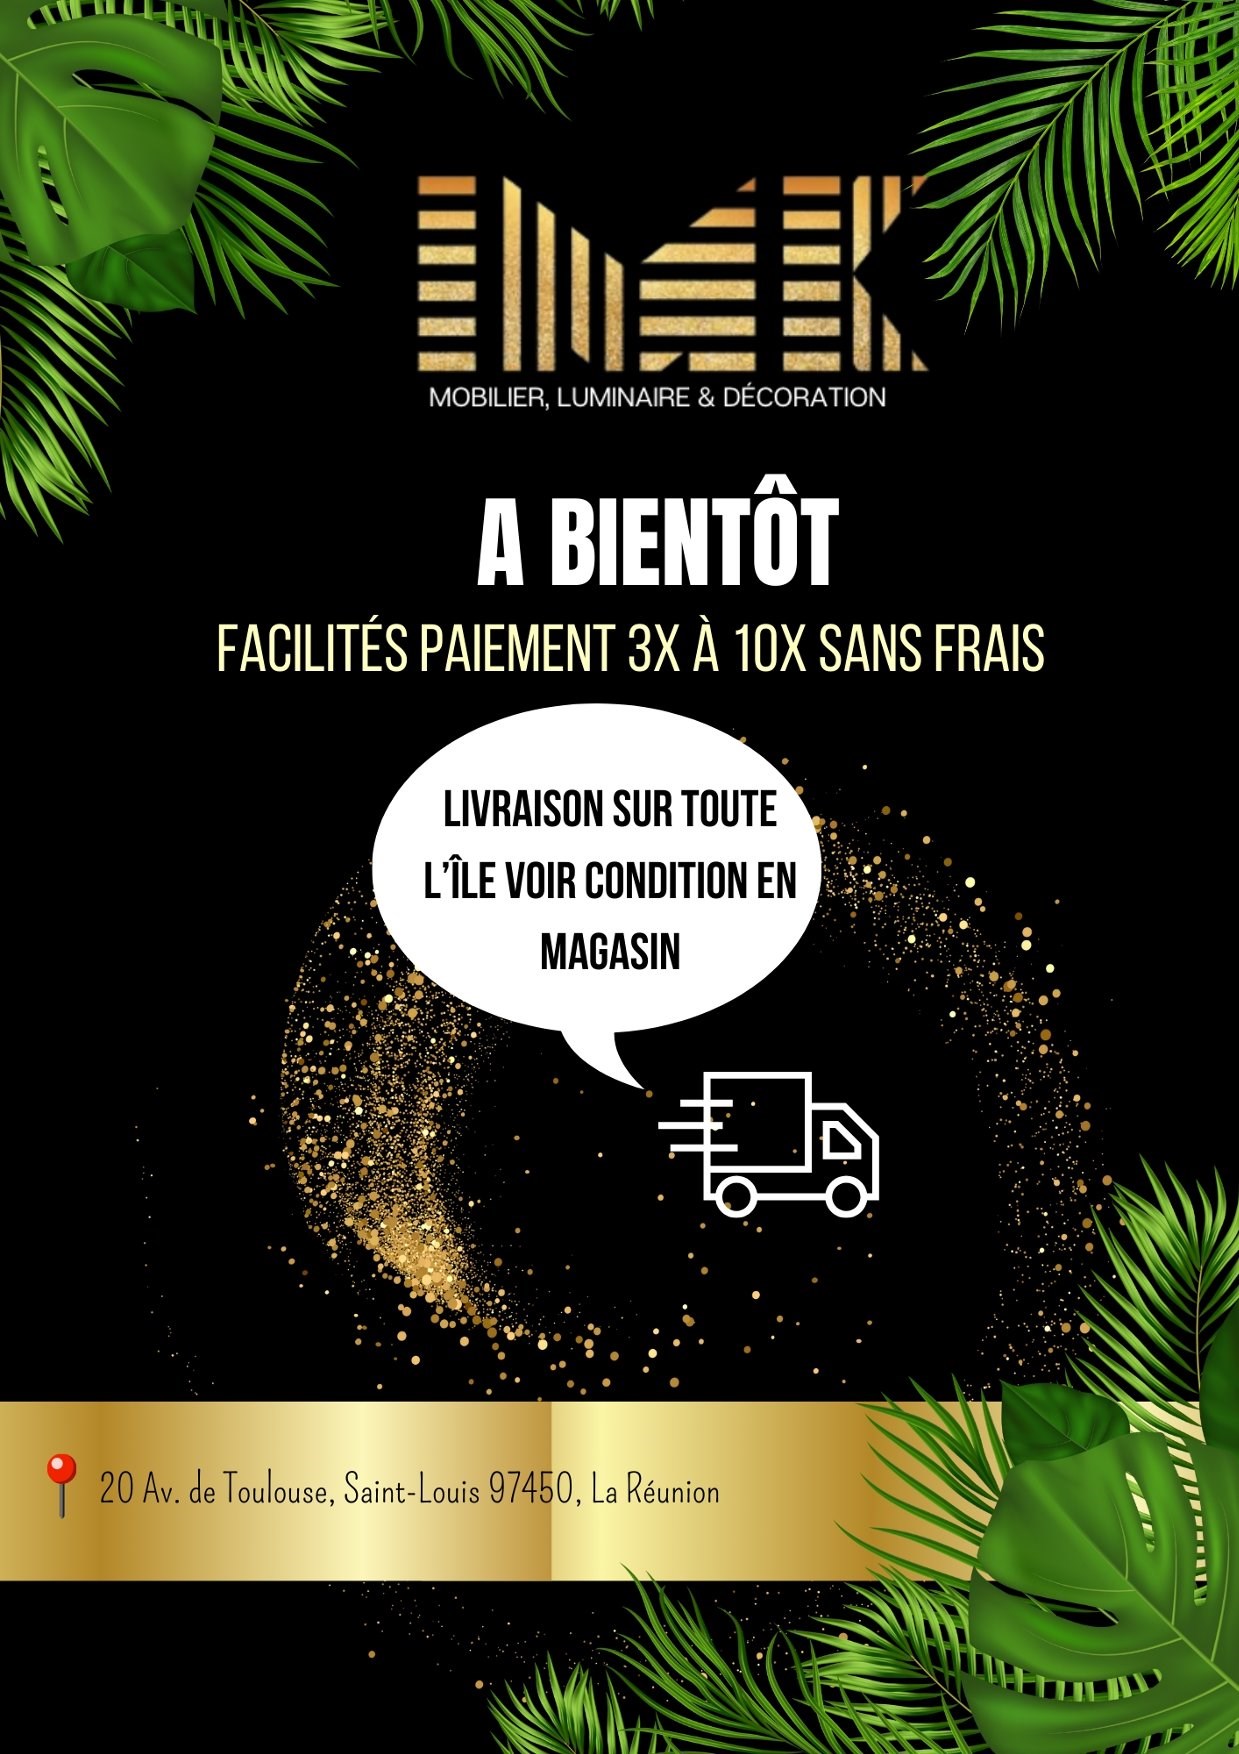 IMAK
MOBILIER, LUMINAIRE & DÉCORATION
A BIENTÔT
FACILITÉS PAIEMENT 3X À 10X SANS FRAIS
LIVRAISON SUR TOUTE
L'ÎLE VOIR CONDITION EN
MAGASIN
20 Av. de Toulouse, Saint-Louis 97450, La Réunion